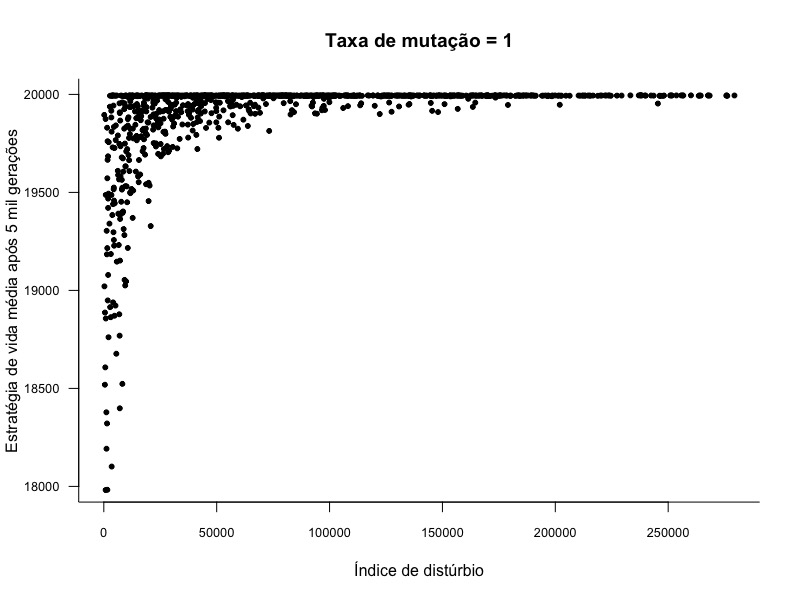 Taxa de mutação = 1
Estratégia de vida média após 5 mil gerações
20000
19500
19000
18500
18000
0 50000 100000 150000 200000 250000
Índice de distúrbio